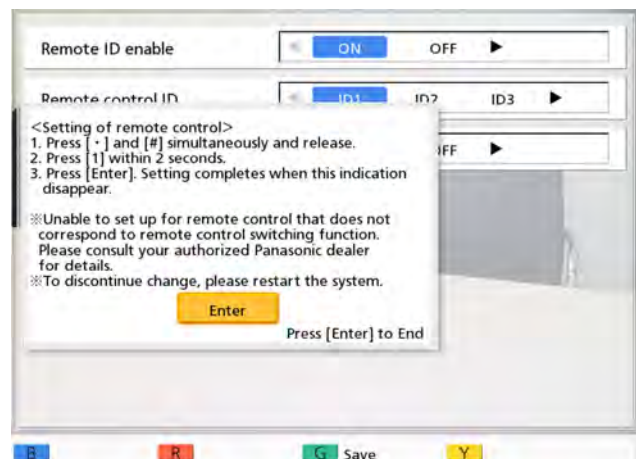 Remote ID enable
ON OFF ▶
Remote control ID
ID1 ID2 ID3 ▶
<Setting of remote control>
1. Press [・] and [#] simultaneously and release.
2. Press [1] within 2 seconds.
3. Press [Enter]. Setting completes when this indication
disappear.
※Unable to set up for remote control that does not
correspond to remote control switching function.
Please consult your authorized Panasonic dealer
for details.
※To discontinue change, please restart the system.
Enter
Press [Enter] to End
B R G Save Y